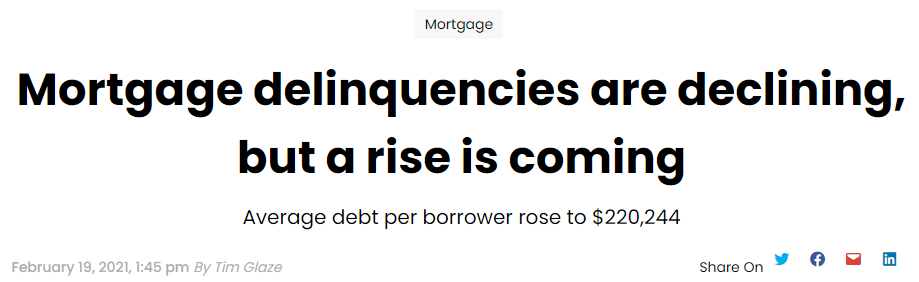 Mortgage
Mortgage delinquencies are declining,
but a rise is coming
Average debt per borrower rose to $220,244
February 19, 2021, 1:45 pm By Tim Glaze
Share On